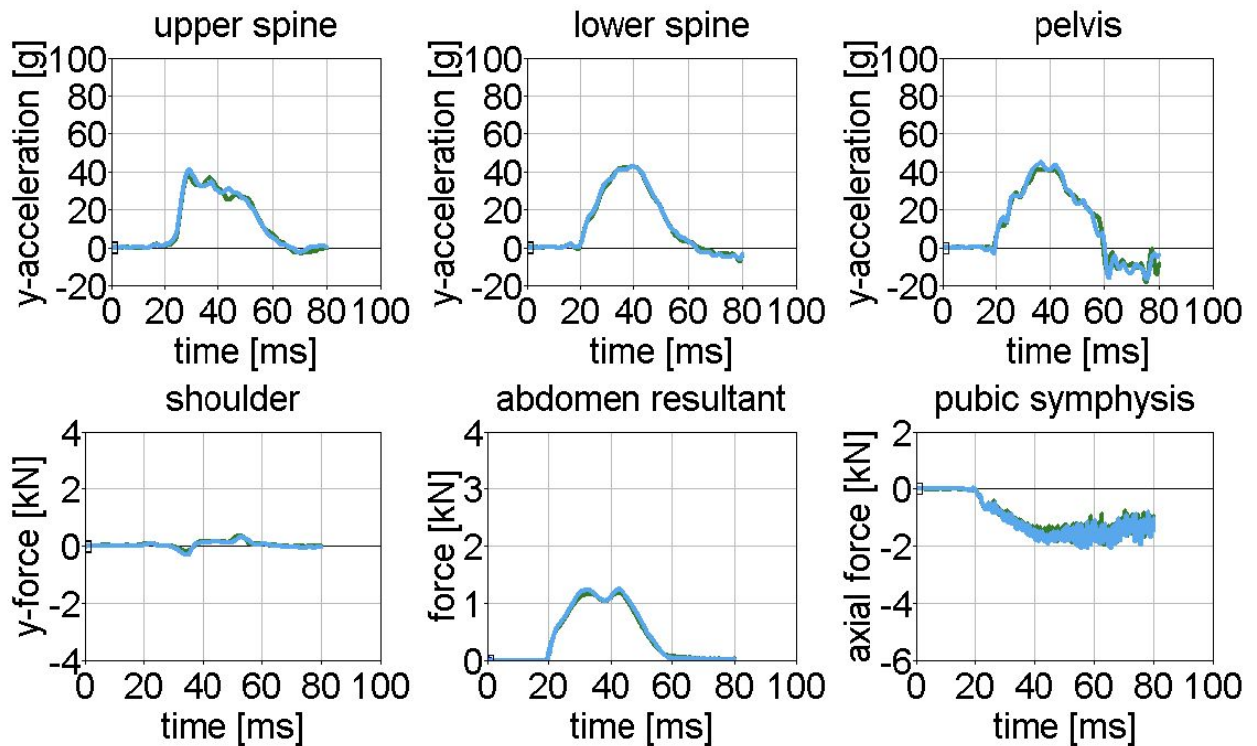 upper spine
y-acceleration [g]
100
80
60
40
20
0
-20
0 20 40 60 80 100
time [ms]
lower spine
y-acceleration [g]
100
80
60
40
20
0
-20
0 20 40 60 80 100
time [ms]
pelvis
y-acceleration [g]
100
80
60
40
20
0
-20
0 20 40 60 80 100
time [ms]
shoulder
y-force [kN]
4
2
0
-2
-4
0 20 40 60 80 100
time [ms]
abdomen resultant
force [kN]
4
3
2
1
0
0 20 40 60 80 100
time [ms]
pubic symphysis
axial force [kN]
2
0
-2
-4
-6
0 20 40 60 80 100
time [ms]